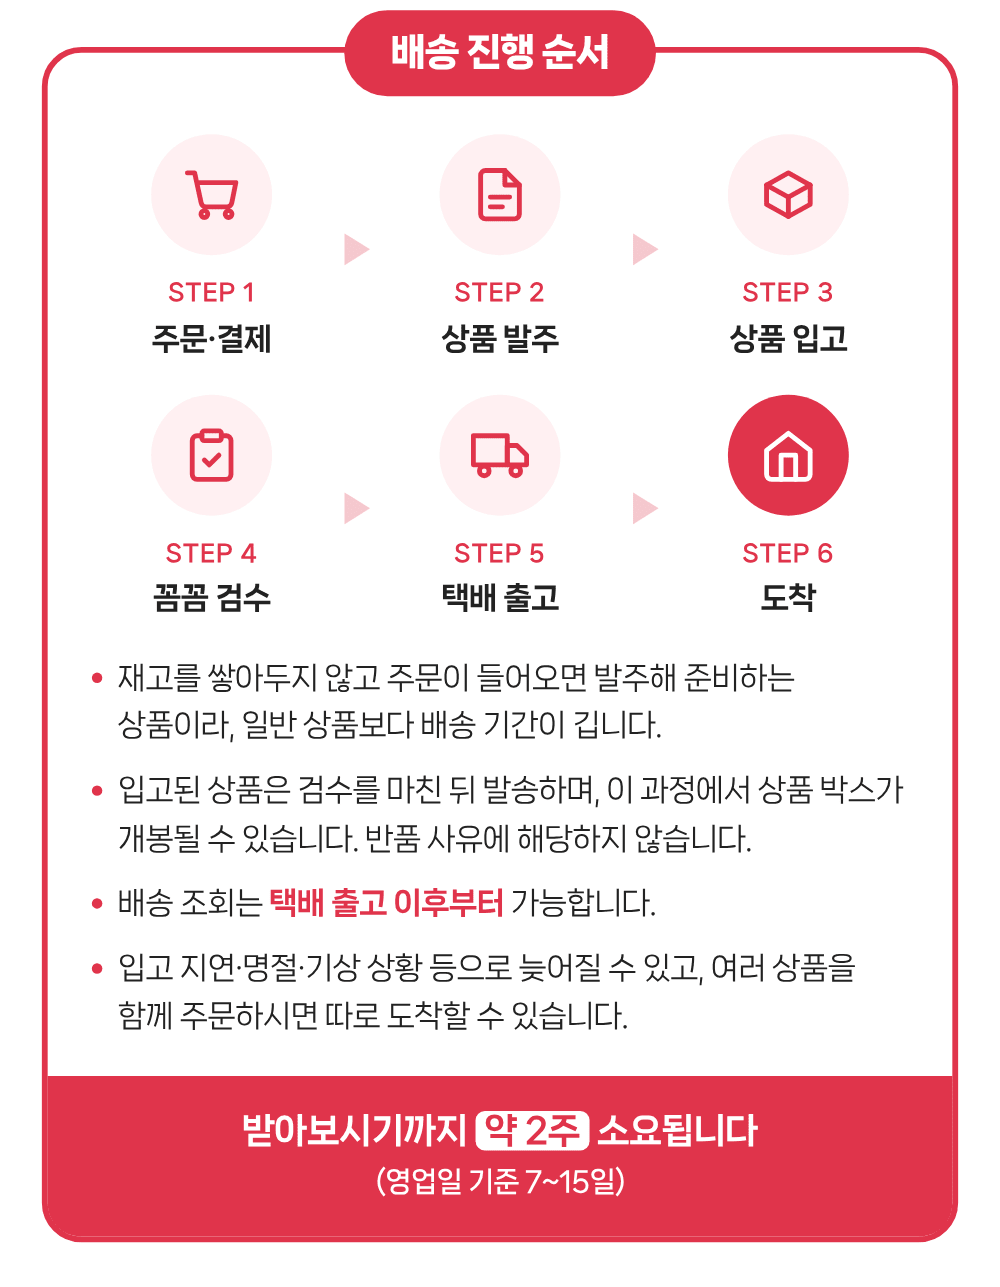 배송 진행 순서
STEP 1
주문·결제
STEP 2
상품 발주
STEP 3
상품 입고
STEP 4
꼼꼼 검수
STEP 5
택배 출고
STEP 6
도착
• 재고를 쌓아두지 않고 주문이 들어오면 발주해 준비하는
상품이라, 일반 상품보다 배송 기간이 깁니다.
• 입고된 상품은 검수를 마친 뒤 발송하며, 이 과정에서 상품 박스가
개봉될 수 있습니다. 반품 사유에 해당하지 않습니다.
• 배송 조회는 택배 출고 이후부터 가능합니다.
• 입고 지연·명절·기상 상황 등으로 늦어질 수 있고, 여러 상품을
함께 주문하시면 따로 도착할 수 있습니다.
받아보시기까지 약 2주 소요됩니다
(영업일 기준 7~15일)